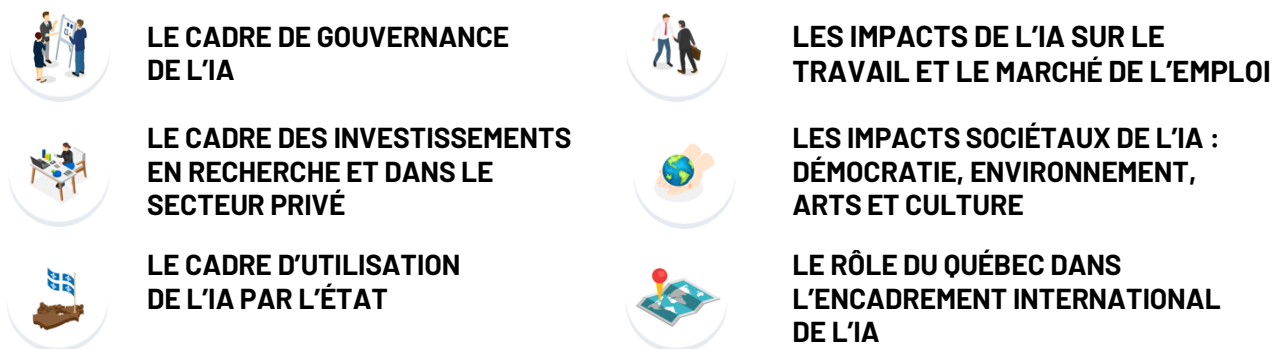 LE CADRE DE GOUVERNANCE
DE L'IA
LE CADRE DES INVESTISSEMENTS
EN RECHERCHE ET DANS LE
SECTEUR PRIVÉ
LE CADRE D'UTILISATION
DE L'IA PAR L'ÉTAT
LES IMPACTS DE L'IA SUR LE
TRAVAIL ET LE MARCHÉ DE L'EMPLOI
LES IMPACTS SOCIÉTAUX DE L'IA :
DÉMOCRATIE, ENVIRONNEMENT,
ARTS ET CULTURE
LE RÔLE DU QUÉBEC DANS
L'ENCADREMENT INTERNATIONAL
DE L'IA